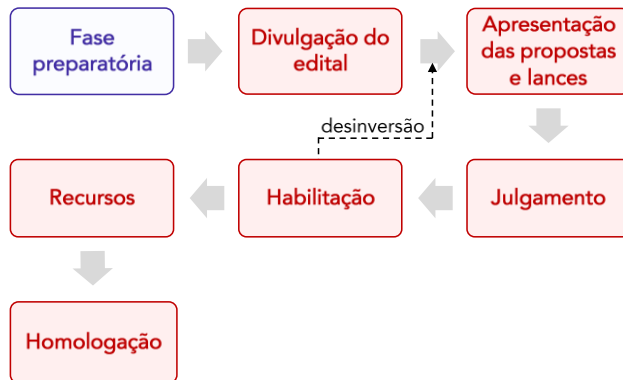 Fase
preparatória
Divulgação do
edital
Apresentação
das propostas
e lances
desinversão
Recursos
Habilitação
Julgamento
Homologação